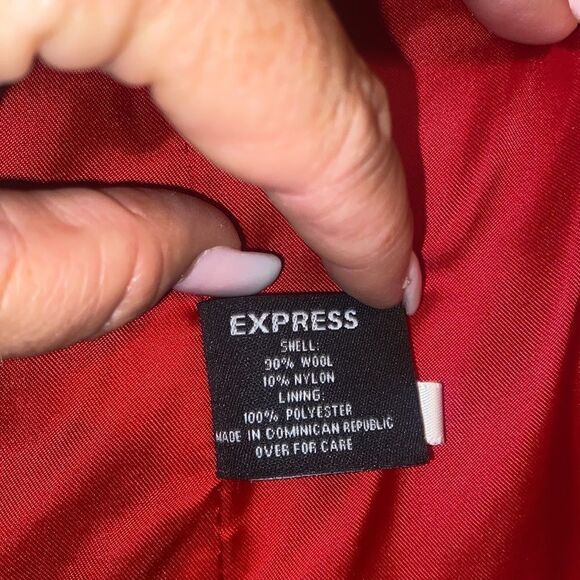 EXPRESS
SHELL:
90% WOOL
10% NYLON
LINING:
100% POLYESTER
MADE IN DOMINICAN REPUBLIC
OVER FOR CARE